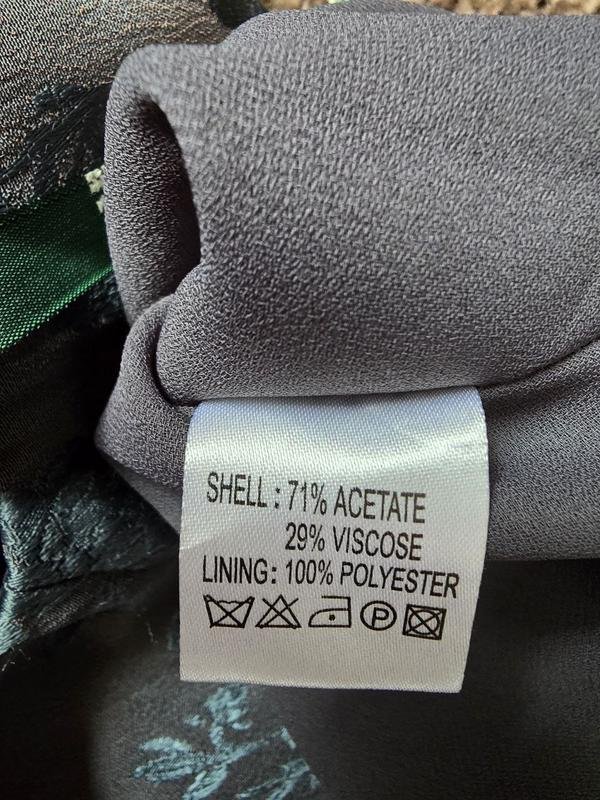 SHELL : 71% ACETATE
29% VISCOSE
LINING: 100% POLYESTER
P